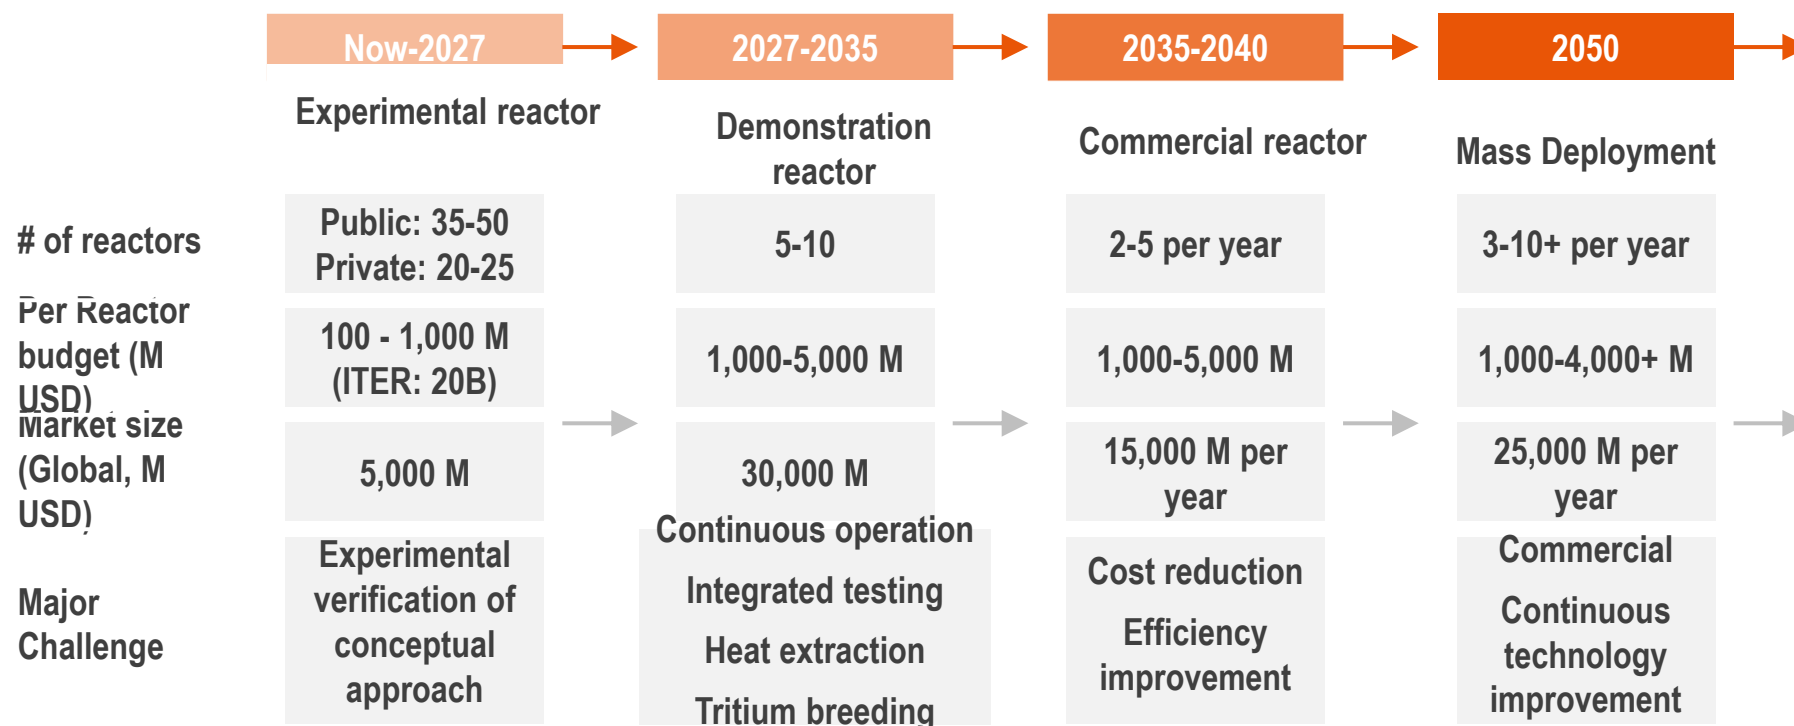 Now-2027
2027-2035
2035-2040
2050
Experimental reactor
Demonstration
reactor
Commercial reactor
Mass Deployment
# of reactors
Public: 35-50
Private: 20-25
5-10
2-5 per year
3-10+ per year
Per Reactor
budget (M
USD)
100 - 1,000 M
(ITER: 20B)
1,000-5,000 M
1,000-5,000 M
1,000-4,000+ M
Market size
(Global, M
USD)
5,000 M
30,000 M
15,000 M per
year
25,000 M per
year
Major
Challenge
Experimental
verification of
conceptual
approach
Continuous operation
Integrated testing
Heat extraction
Tritium breeding
Cost reduction
Efficiency
improvement
Commercial
Continuous
technology
improvement